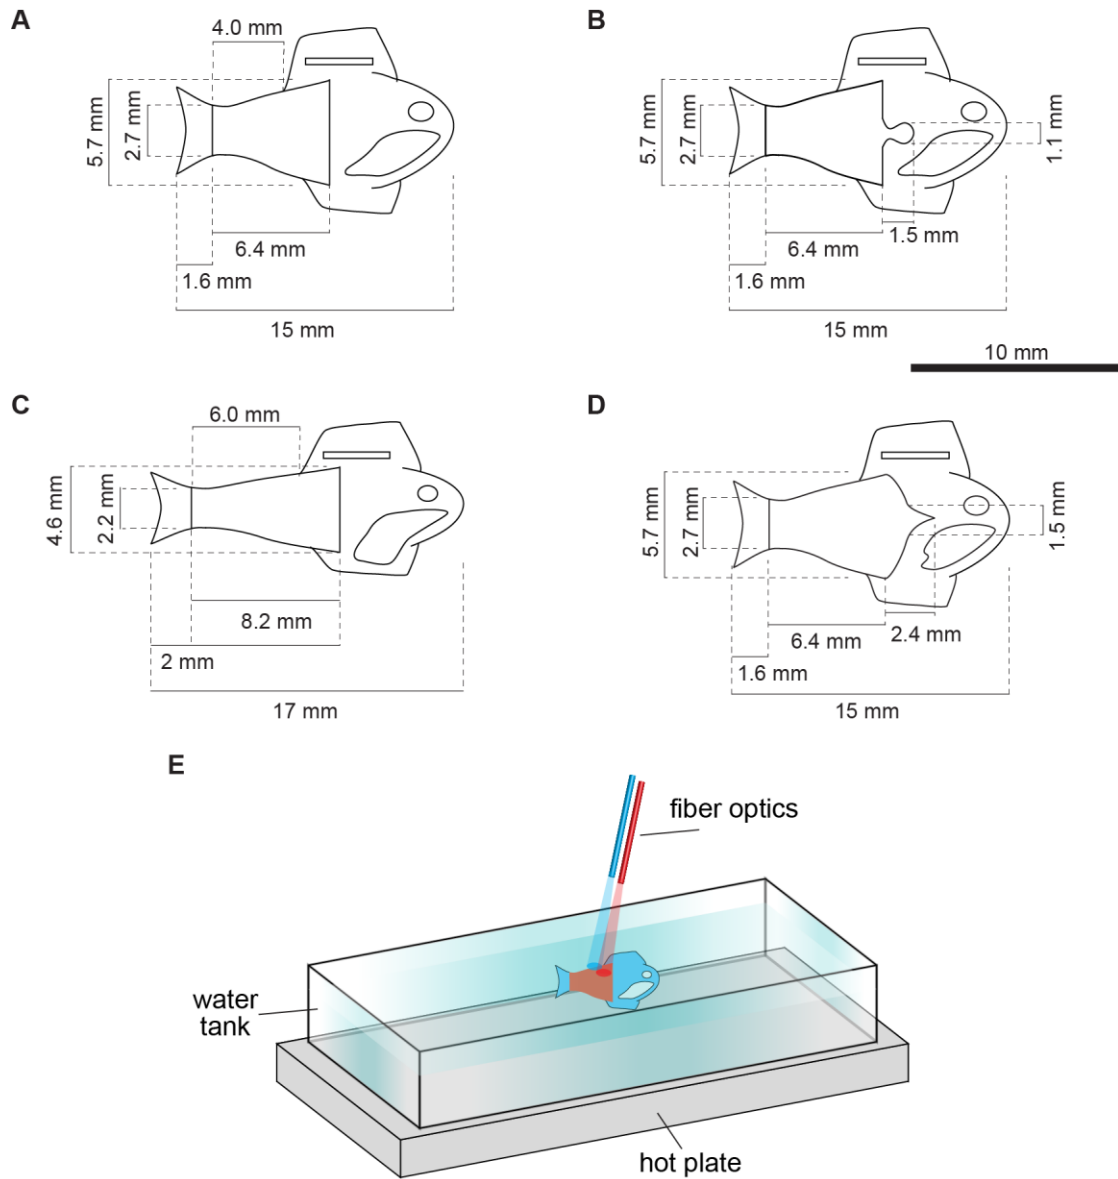 A
4.0 mm
5.7 mm
2.7 mm
6.4 mm
1.6 mm
15 mm
B
5.7 mm
2.7 mm
1.1 mm
6.4 mm
1.5 mm
1.6 mm
15 mm
10 mm
C
6.0 mm
4.6 mm
2.2 mm
8.2 mm
2 mm
17 mm
D
5.7 mm
2.7 mm
1.5 mm
6.4 mm
2.4 mm
1.6 mm
15 mm
E
fiber optics
water
tank
hot plate